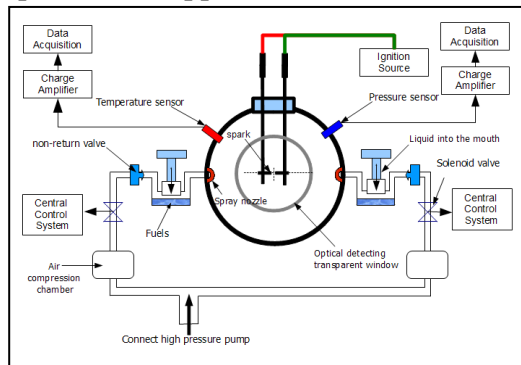 Data
Acquisition
Charge
Amplifier
Temperature sensor
non-return valve
Central
Control
System
Fuels
Air
compression
chamber
spark
Spray nozzle
Connect high pressure pump
Ignition
Source
Pressure sensor
Data
Acquisition
Charge
Amplifier
Liquid into the mouth
Solenoid valve
Central
Control
System
Optical detecting
transparent window